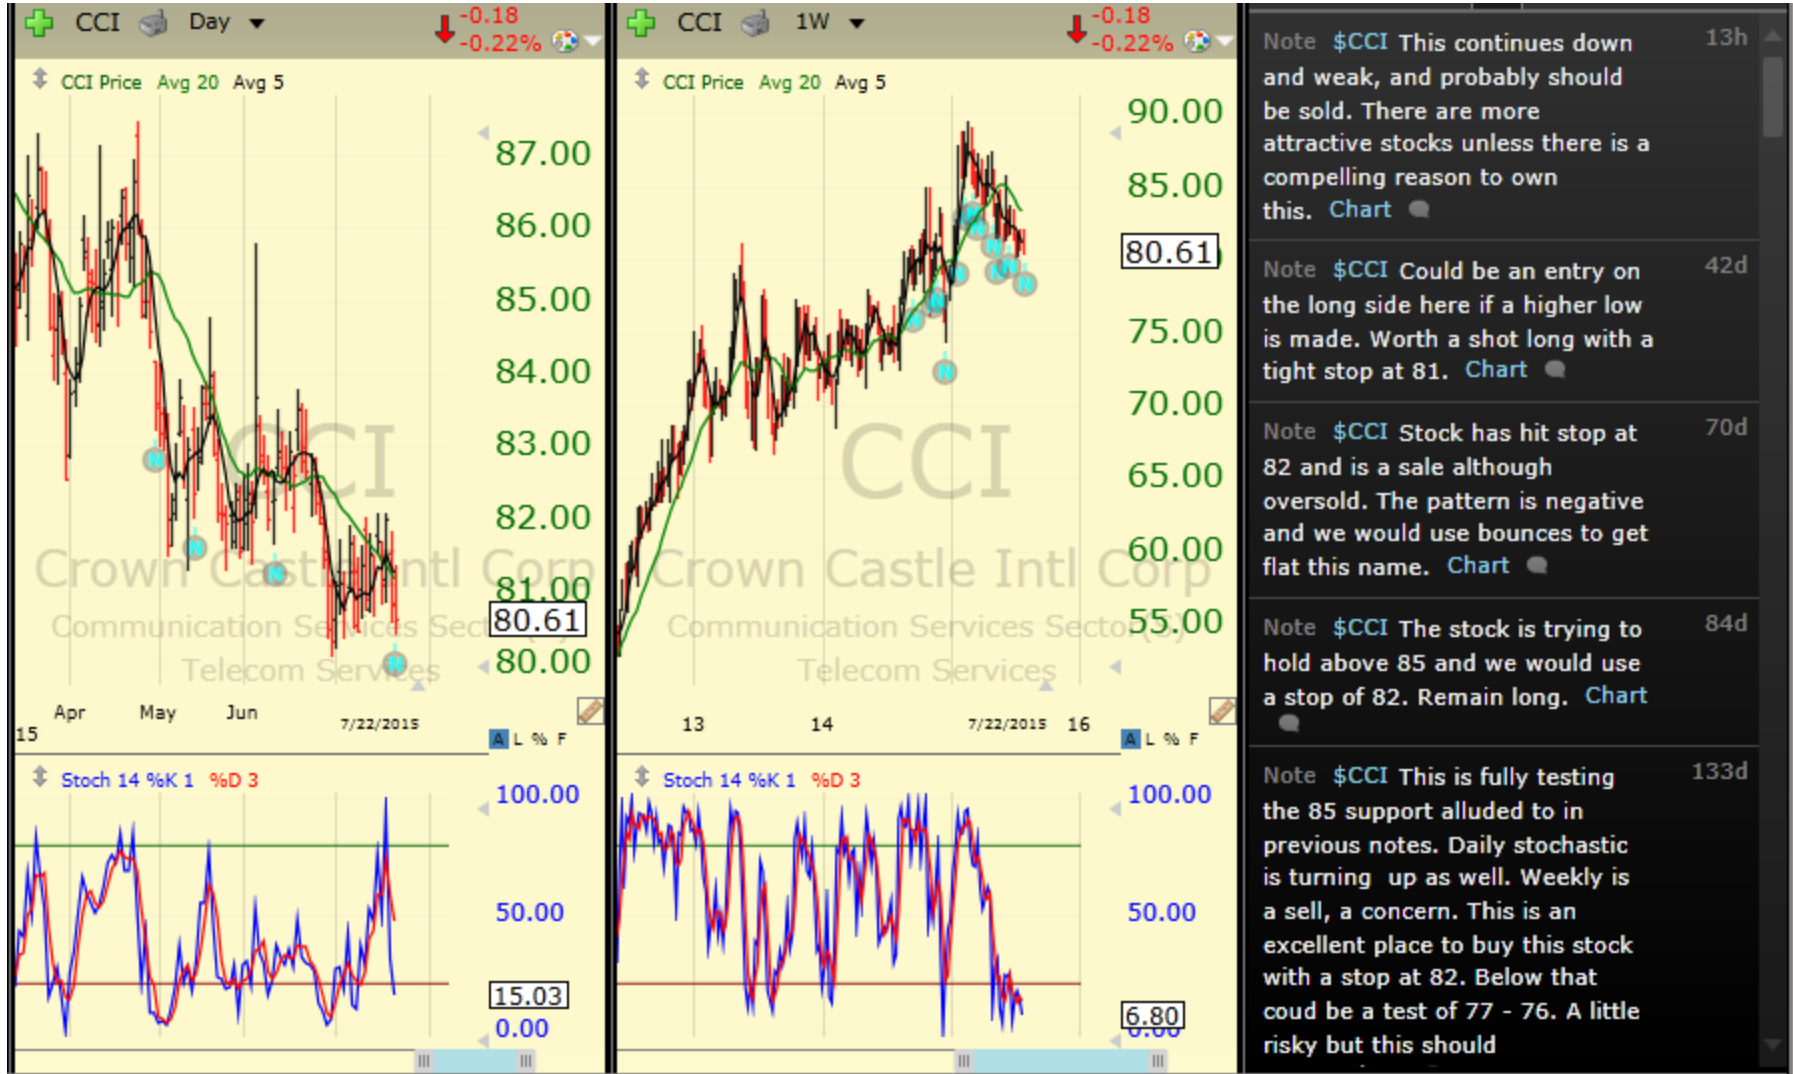 CCI Day
-0.18
-0.22%
CCI Price Avg 20 Avg 5
87.00
86.00
85.00
84.00
83.00
82.00
81.00
80.61
80.00
CCI
Crown Castle Intl Corp
Telecom Services
N
N
N
N
Apr May Jun
15
7/22/2015
A L % F
Stoch 14 %K 1 %D 3
100.00
50.00
15.03
0.00
CCI 1W
-0.18
-0.22%
CCI Price Avg 20 Avg 5
90.00
85.00
80.61
75.00
70.00
65.00
60.00
55.00
CCI
Crown Castle Intl Corp
Communication Services Sector(S)
Telecom Services
13 14 7/22/2015 16
A L % F
Stoch 14 %K 1 %D 3
100.00
50.00
6.80
0.00
Note $CCI This continues down 13h
and weak, and probably should
be sold. There are more
attractive stocks unless there is a
compelling reason to own
this. Chart
Note $CCI Could be an entry on 42d
the long side here if a higher low
is made. Worth a shot long with a
tight stop at 81. Chart
Note $CCI Stock has hit stop at 70d
82 and is a sale although
oversold. The pattern is negative
and we would use bounces to get
flat this name. Chart
Note $CCI The stock is trying to 84d
hold above 85 and we would use
a stop of 82. Remain long. Chart
Note $CCI This is fully testing 133d
the 85 support alluded to in
previous notes. Daily stochastic
is turning up as well. Weekly is
a sell, a concern. This is an
excellent place to buy this stock
with a stop at 82. Below that
coud be a test of 77 - 76. A little
risky but this should